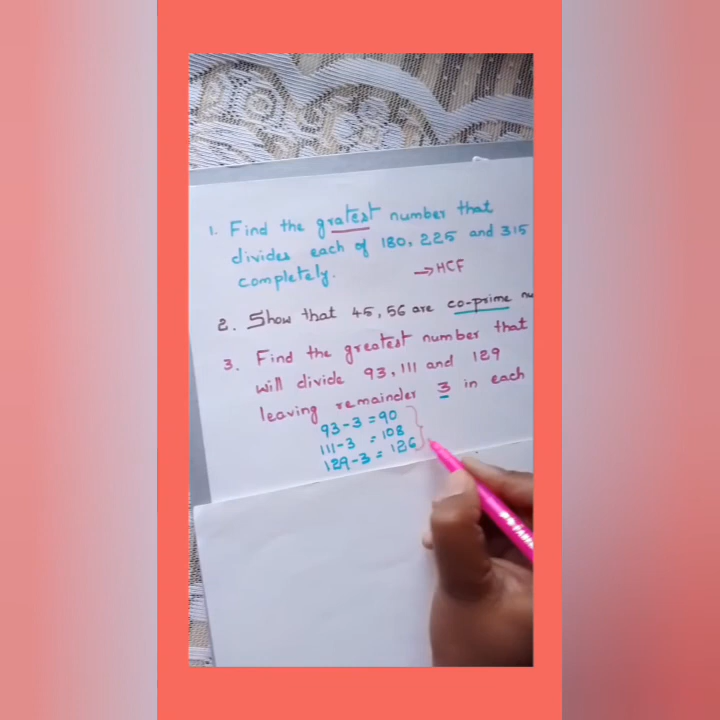 1. Find the gratest number that
divides each of 180, 225 and 315
completely. → HCF
2. Show that 45, 56 are co-prime nu
3. Find the greatest number that
will divide 93, 111 and 129
leaving remainder 3 in each
93-3 = 90
111-3 = 108
129-3 = 126